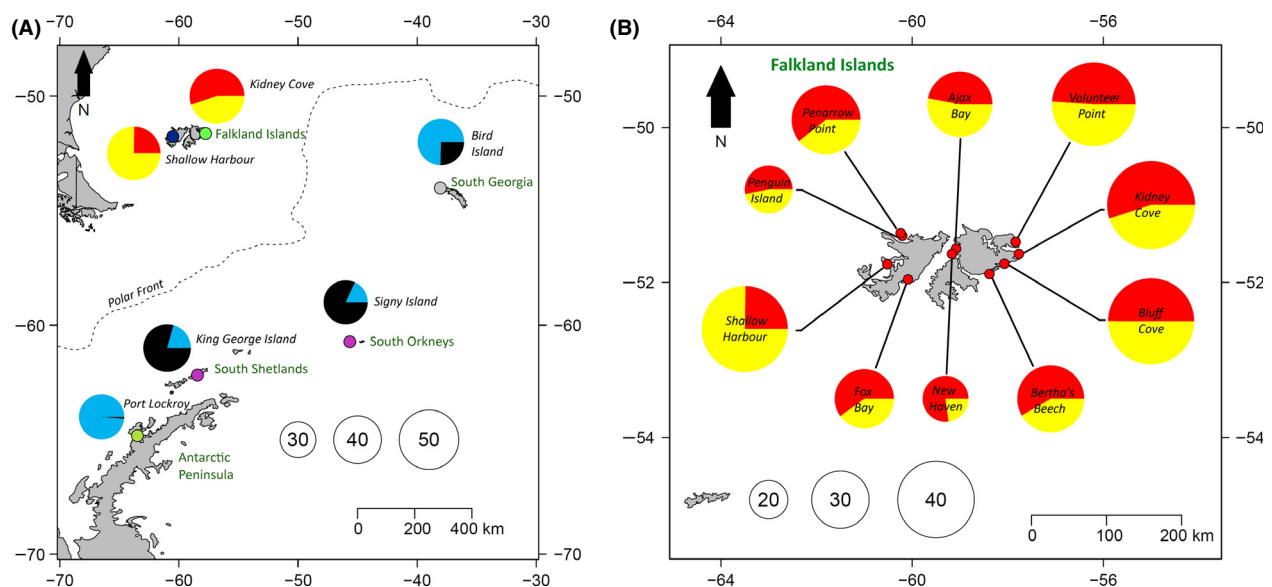 (A)
−70 −60 −50 −40 −30
N
−50
−60
−70
−50
−60
−70
Kidney Cove
Falkland Islands
Shallow Harbour
Bird
Island
South Georgia
Polar Front
Signy Island
King George Island
South Orkneys
South Shetlands
Port Lockroy
Antarctic
Peninsula
30 40 50
0 200 400 km
−70 −60 −50 −40 −30
(B)
−64 −60 −56
N
Falkland Islands
−50
−52
−54
−50
−52
−54
Penarrow
Point
Ajax
Bay
Volunteer
Point
Penguin
Island
Kidney
Cove
Shallow
Harbour
Bluff
Cove
Fox
Bay
New
Haven
Bertha's
Beech
20 30 40
0 100 200 km
−64 −60 −56